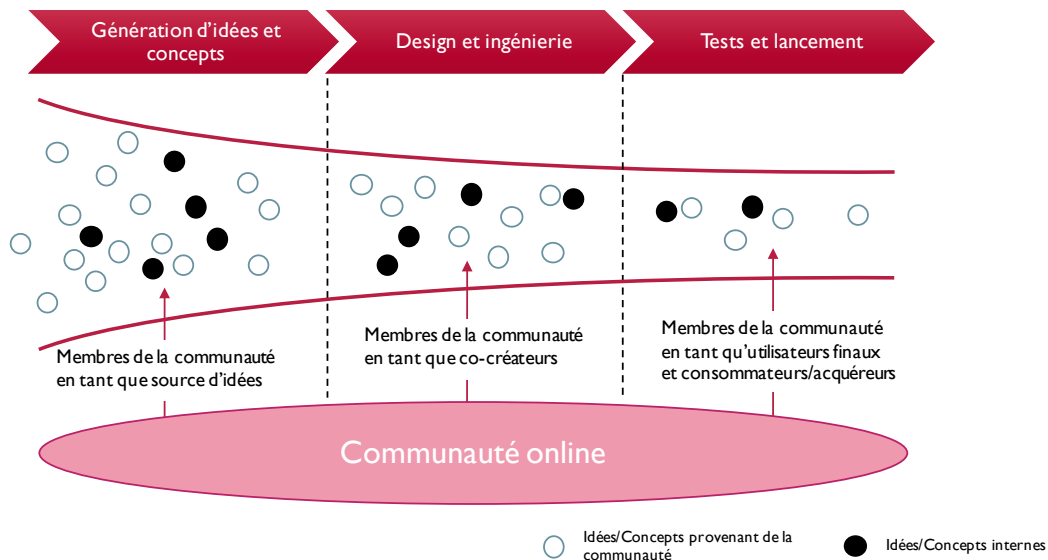 Génération d'idées et
concepts
Design et ingénierie
Tests et lancement
Membres de la communauté
en tant que source d'idées
Membres de la communauté
en tant que co-créateurs
Membres de la communauté
en tant qu'utilisateurs finaux
et consommateurs/acquéreurs
Communauté online
Idées/Concepts provenant de la
communauté
Idées/Concepts internes